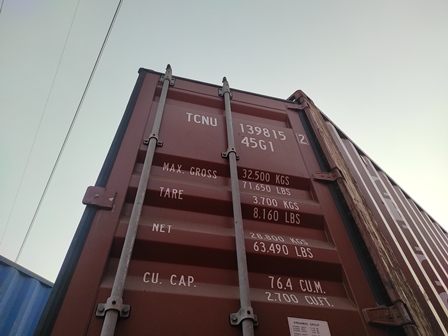 TCNU 139815 2
45G1
MAX. GROSS 32.500 KGS
71.650 LBS
TARE 3.700 KGS
8.160 LBS
NET 28.800 KGS
63.490 LBS
CU. CAP. 76.4 CU.M.
2,700 CU.FT.